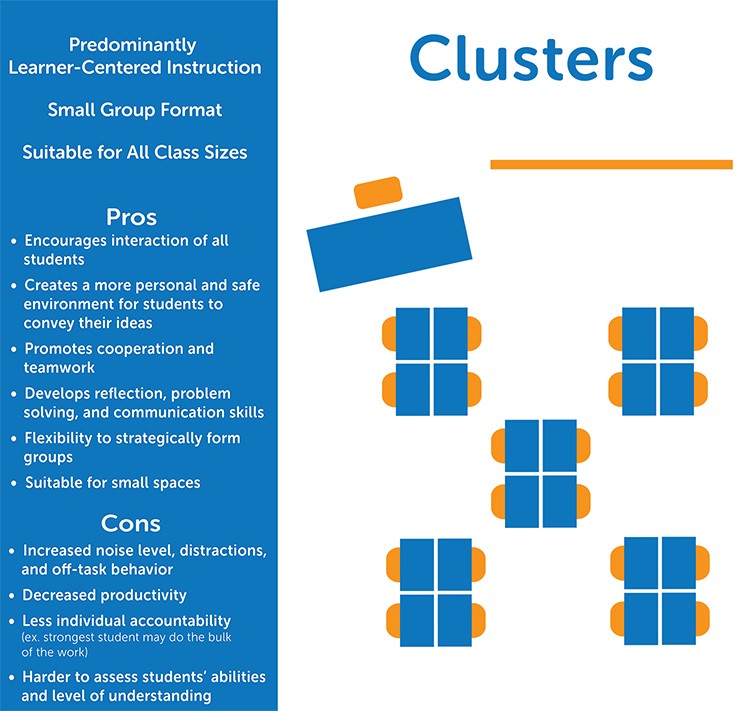 Predominantly
Learner-Centered Instruction
Small Group Format
Suitable for All Class Sizes
Pros
• Encourages interaction of all
students
• Creates a more personal and safe
environment for students to
convey their ideas
• Promotes cooperation and
teamwork
• Develops reflection, problem
solving, and communication skills
• Flexibility to strategically form
groups
• Suitable for small spaces
Cons
• Increased noise level, distractions,
and off-task behavior
• Decreased productivity
• Less individual accountability
(ex. strongest student may do the bulk
of the work)
• Harder to assess students’ abilities
and level of understanding
Clusters